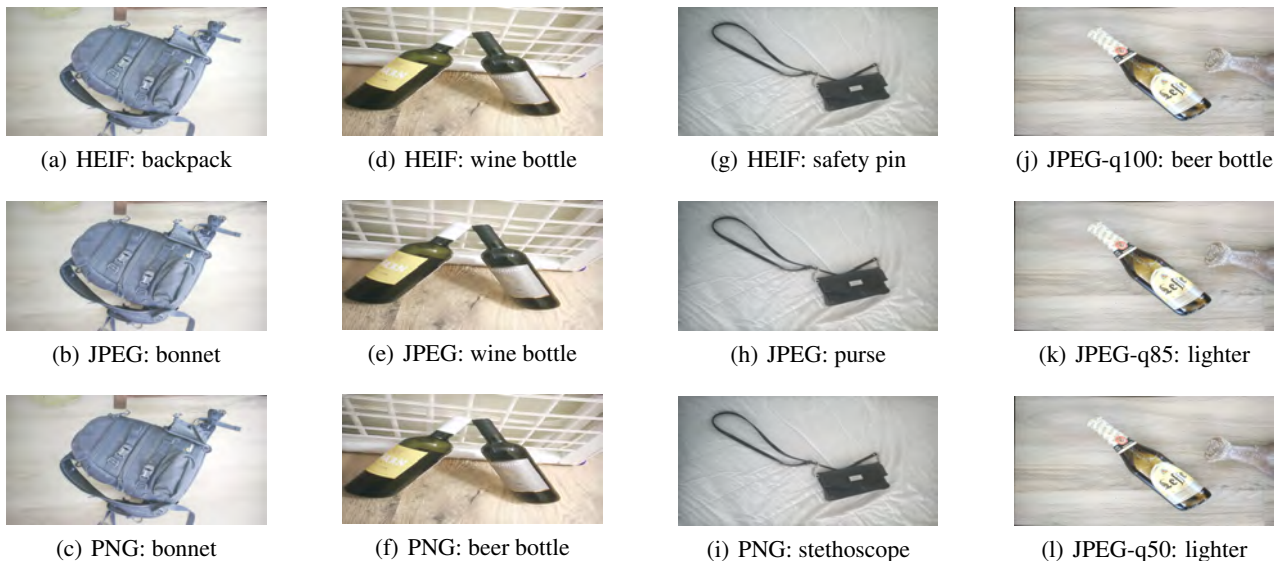 (a) HEIF: backpack
(d) HEIF: wine bottle
(g) HEIF: safety pin
(j) JPEG-q100: beer bottle
(b) JPEG: bonnet
(e) JPEG: wine bottle
(h) JPEG: purse
(k) JPEG-q85: lighter
(c) PNG: bonnet
(f) PNG: beer bottle
(i) PNG: stethoscope
(l) JPEG-q50: lighter